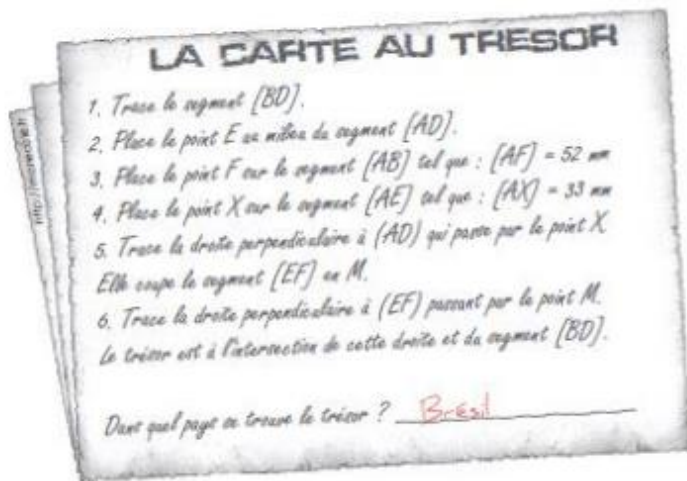 LA CARTE AU TRESOR
1. Trace le segment [BD].
2. Place le point E au milieu du segment [AD].
3. Place le point F sur le segment [AB] tel que : [AF] = 52 mm
4. Place le point X sur le segment [AE] tel que : [AX] = 33 mm
5. Trace la droite perpendiculaire à (AD) qui passe par le point X
Elle coupe le segment [EF] en M.
6. Trace la droite perpendiculaire à (EF) passant par le point M.
Le trésor est à l'intersection de cette droite et du segment [BD].
Dans quel pays se trouve le trésor ? Brésil